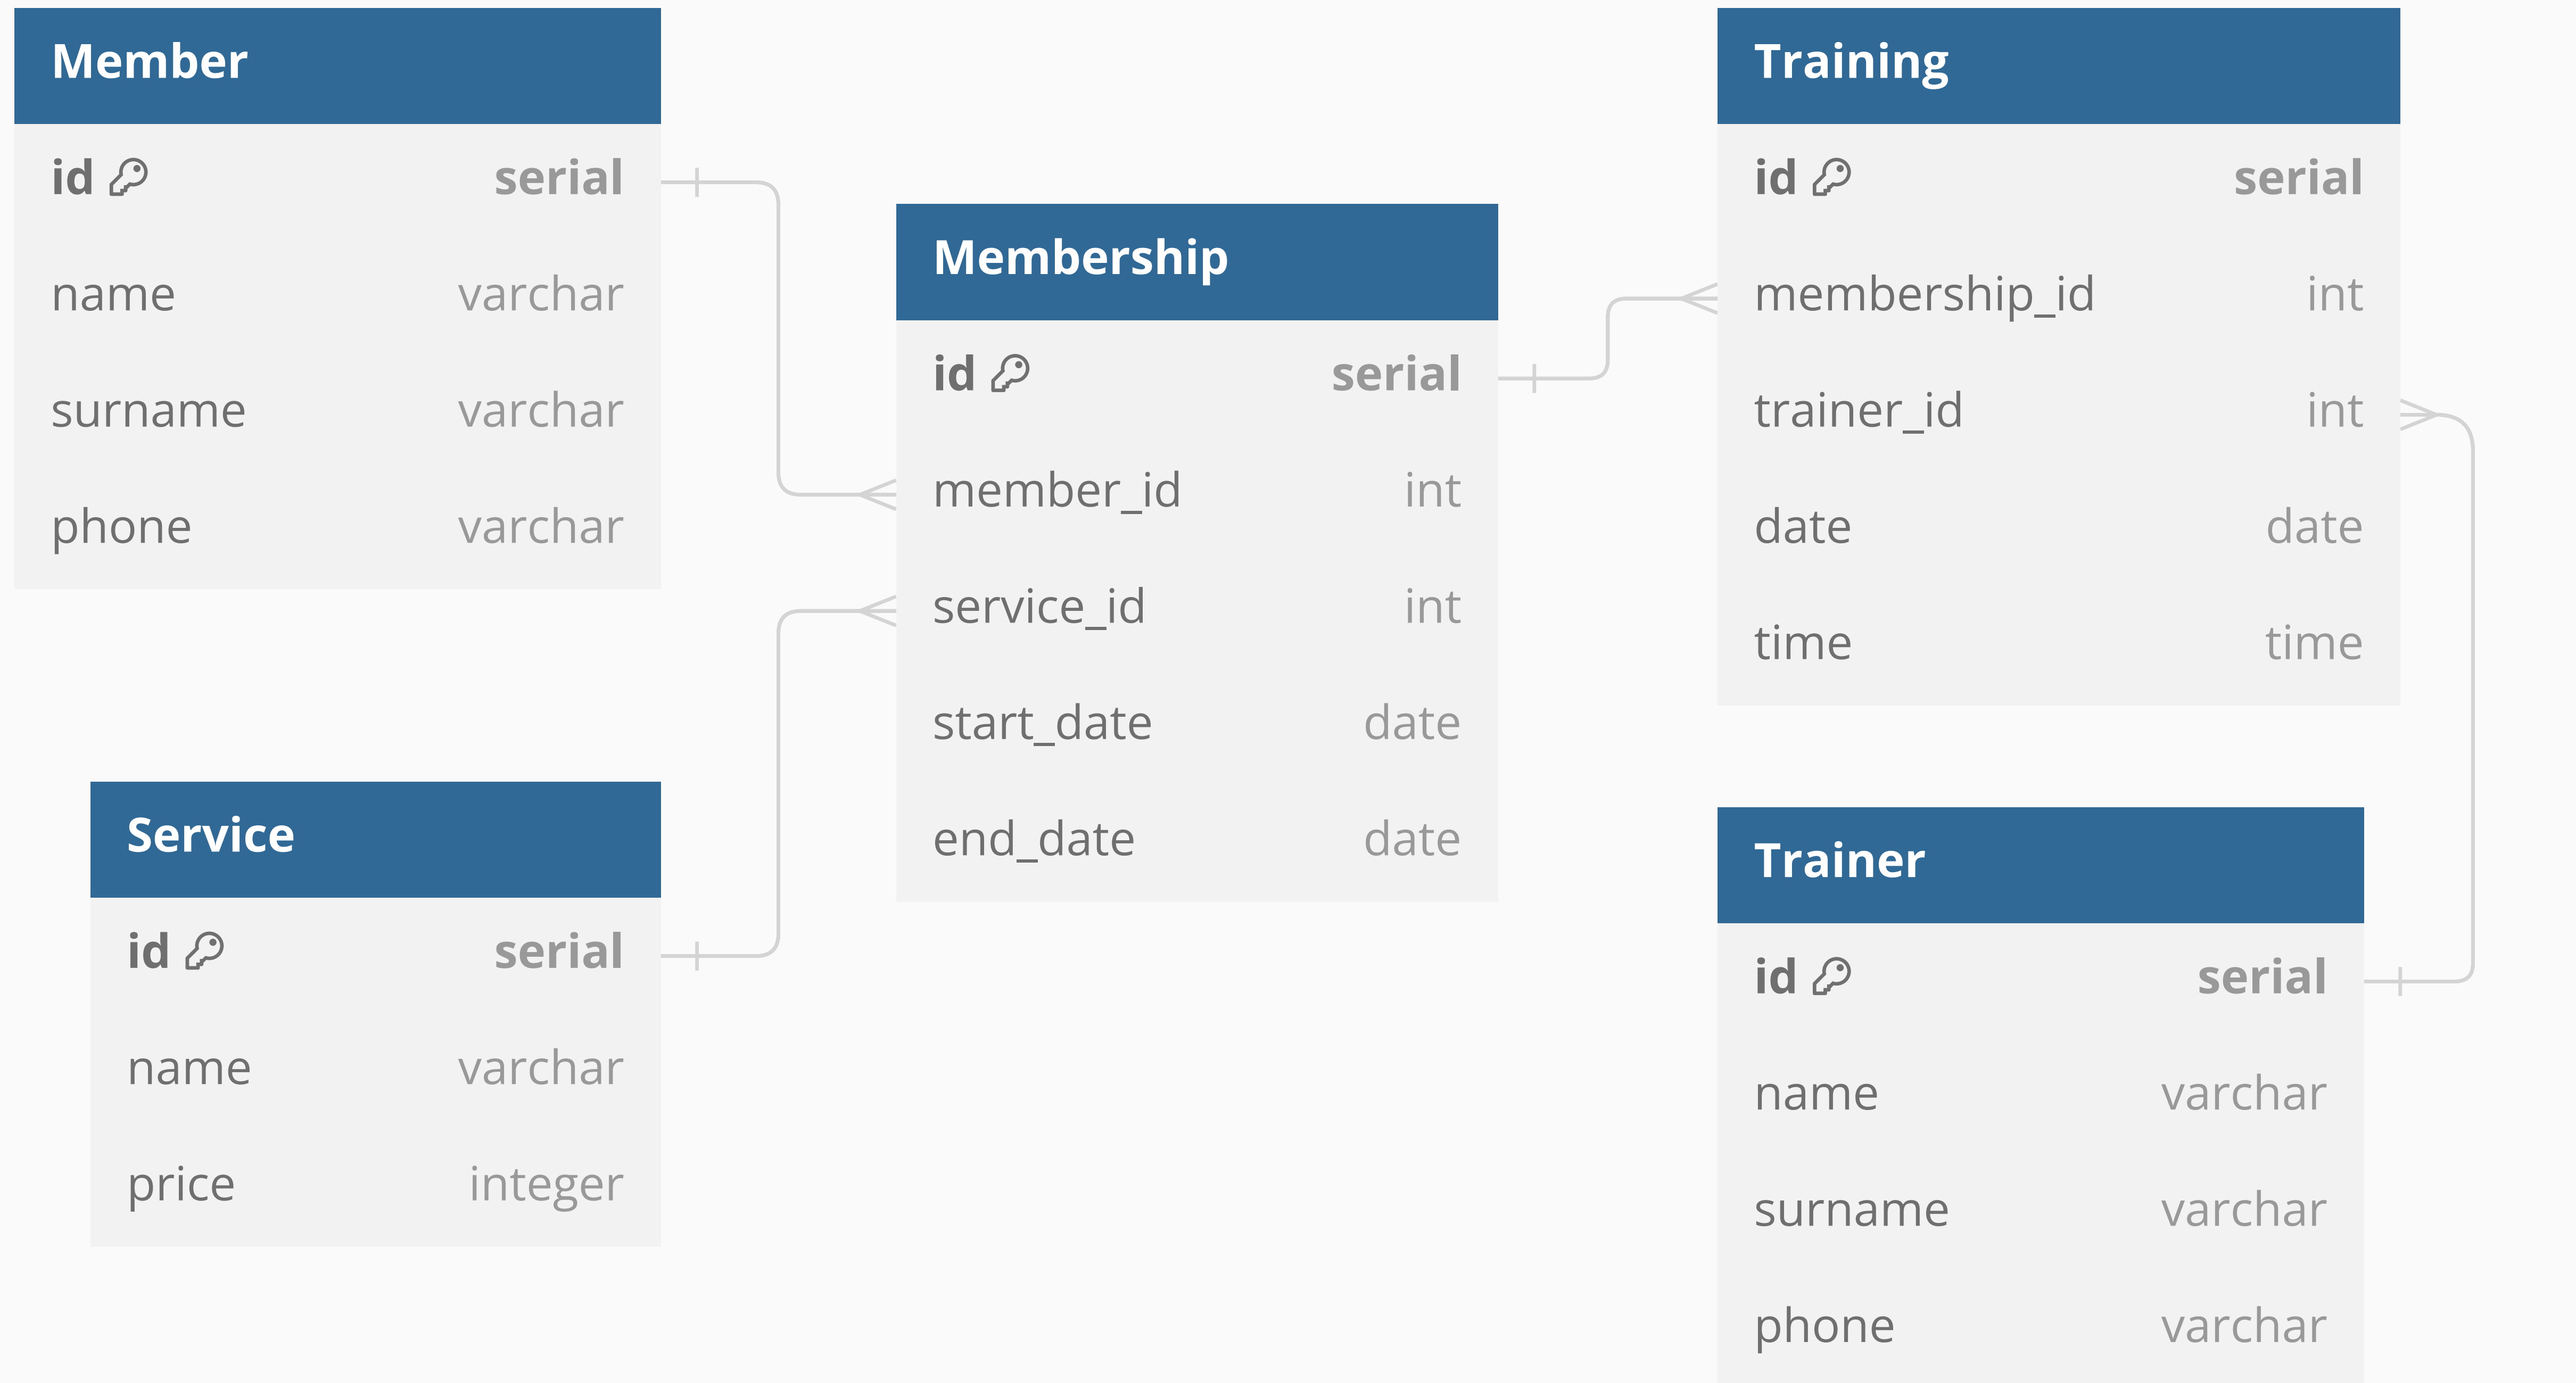 Member
id serial
name varchar
surname varchar
phone varchar
Service
id serial
name varchar
price integer
Membership
id serial
member_id int
service_id int
start_date date
end_date date
Training
id serial
membership_id int
trainer_id int
date date
time time
Trainer
id serial
name varchar
surname varchar
phone varchar